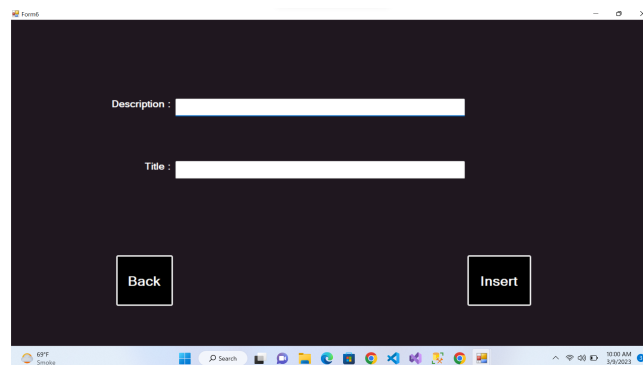 Form6
Description :
Title :
Back
Insert
69°F
Smoke
Search
10:00 AM
3/9/2023